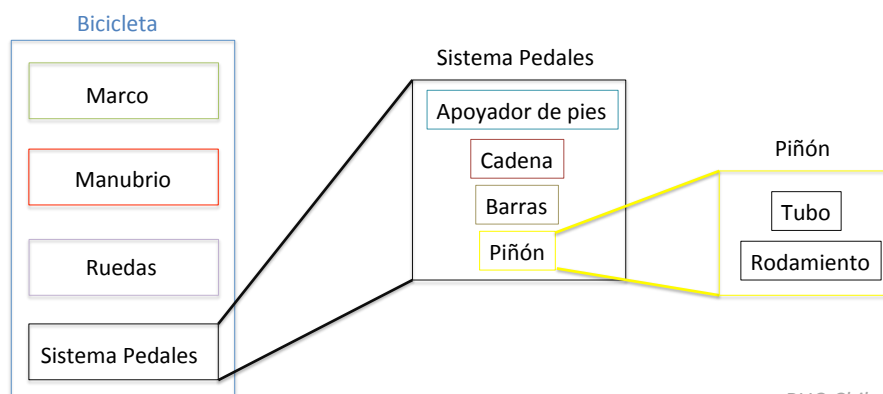 Bicicleta
Marco
Manubrio
Ruedas
Sistema Pedales
Sistema Pedales
Apoyador de pies
Cadena
Barras
Piñón
Piñón
Tubo
Rodamiento